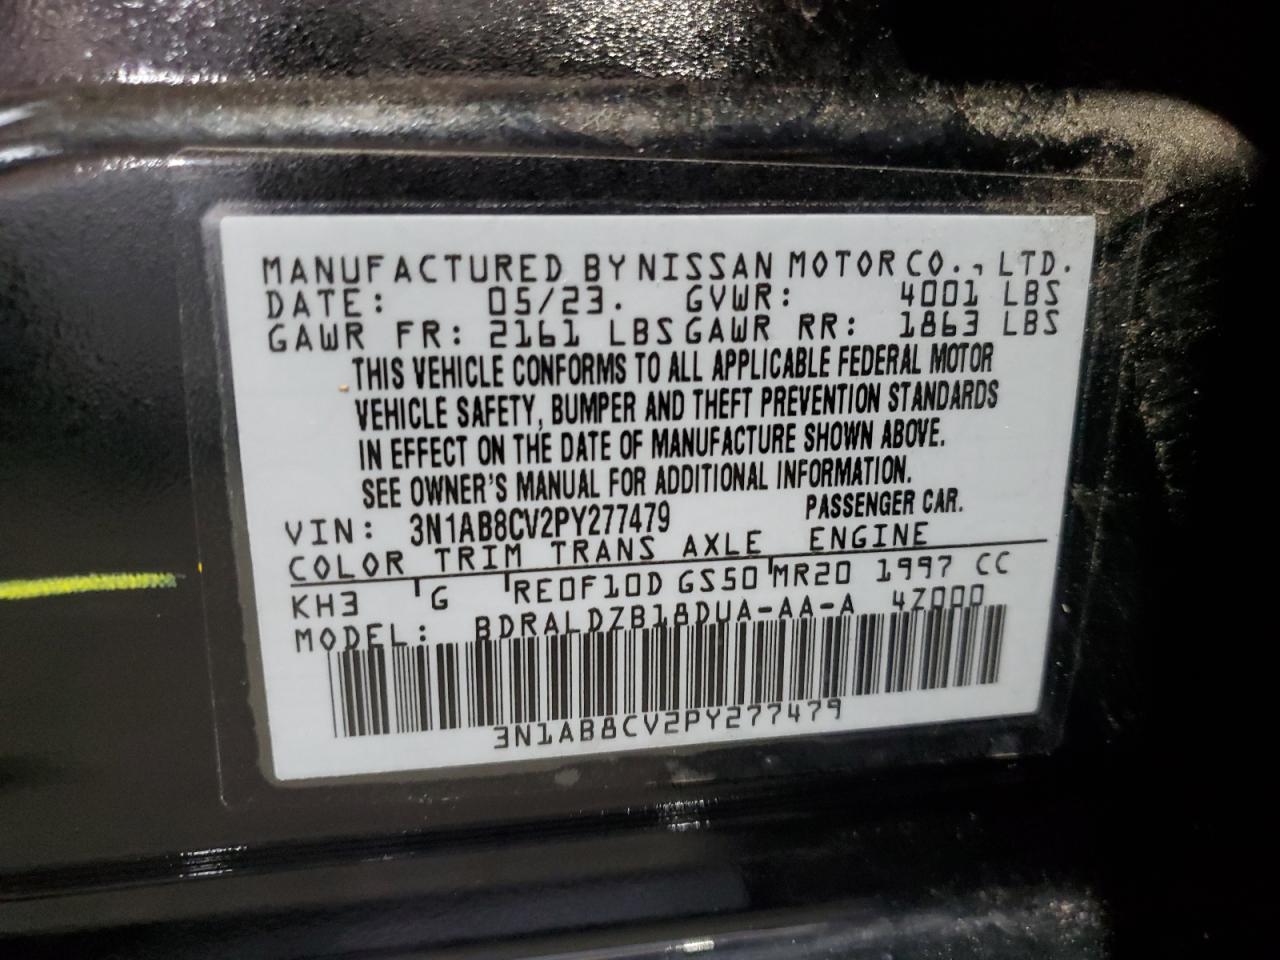 MANUFACTURED BY NISSAN MOTOR CO., LTD.
DATE: 05/23. GVWR: 4001 LBS
GAWR FR: 2161 LBS GAWR RR: 1863 LBS
THIS VEHICLE CONFORMS TO ALL APPLICABLE FEDERAL MOTOR
VEHICLE SAFETY, BUMPER AND THEFT PREVENTION STANDARDS
IN EFFECT ON THE DATE OF MANUFACTURE SHOWN ABOVE.
SEE OWNER'S MANUAL FOR ADDITIONAL INFORMATION.
VIN: 3N1AB8CV2PY277479 PASSENGER CAR.
COLOR TRIM TRANS AXLE ENGINE
KH3 G RE0F10D GS50 MR20 1997 CC
MODEL: BDRALDZB18DUA-AA-A 4Z000
3N1AB8CV2PY277479